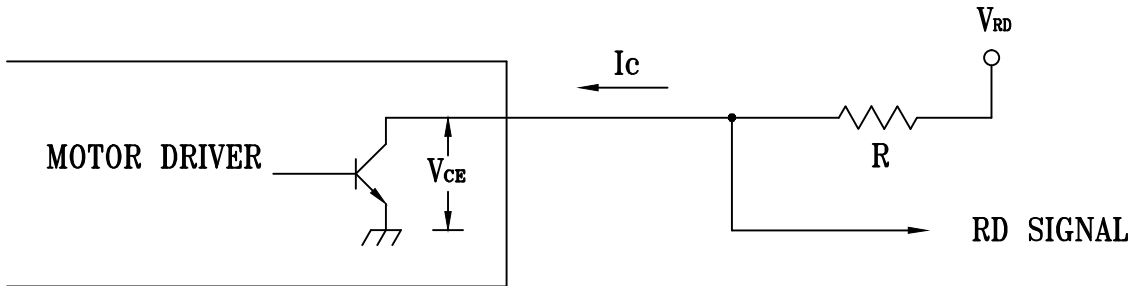 VRD
Ic
MOTOR DRIVER
VCE
R
RD SIGNAL